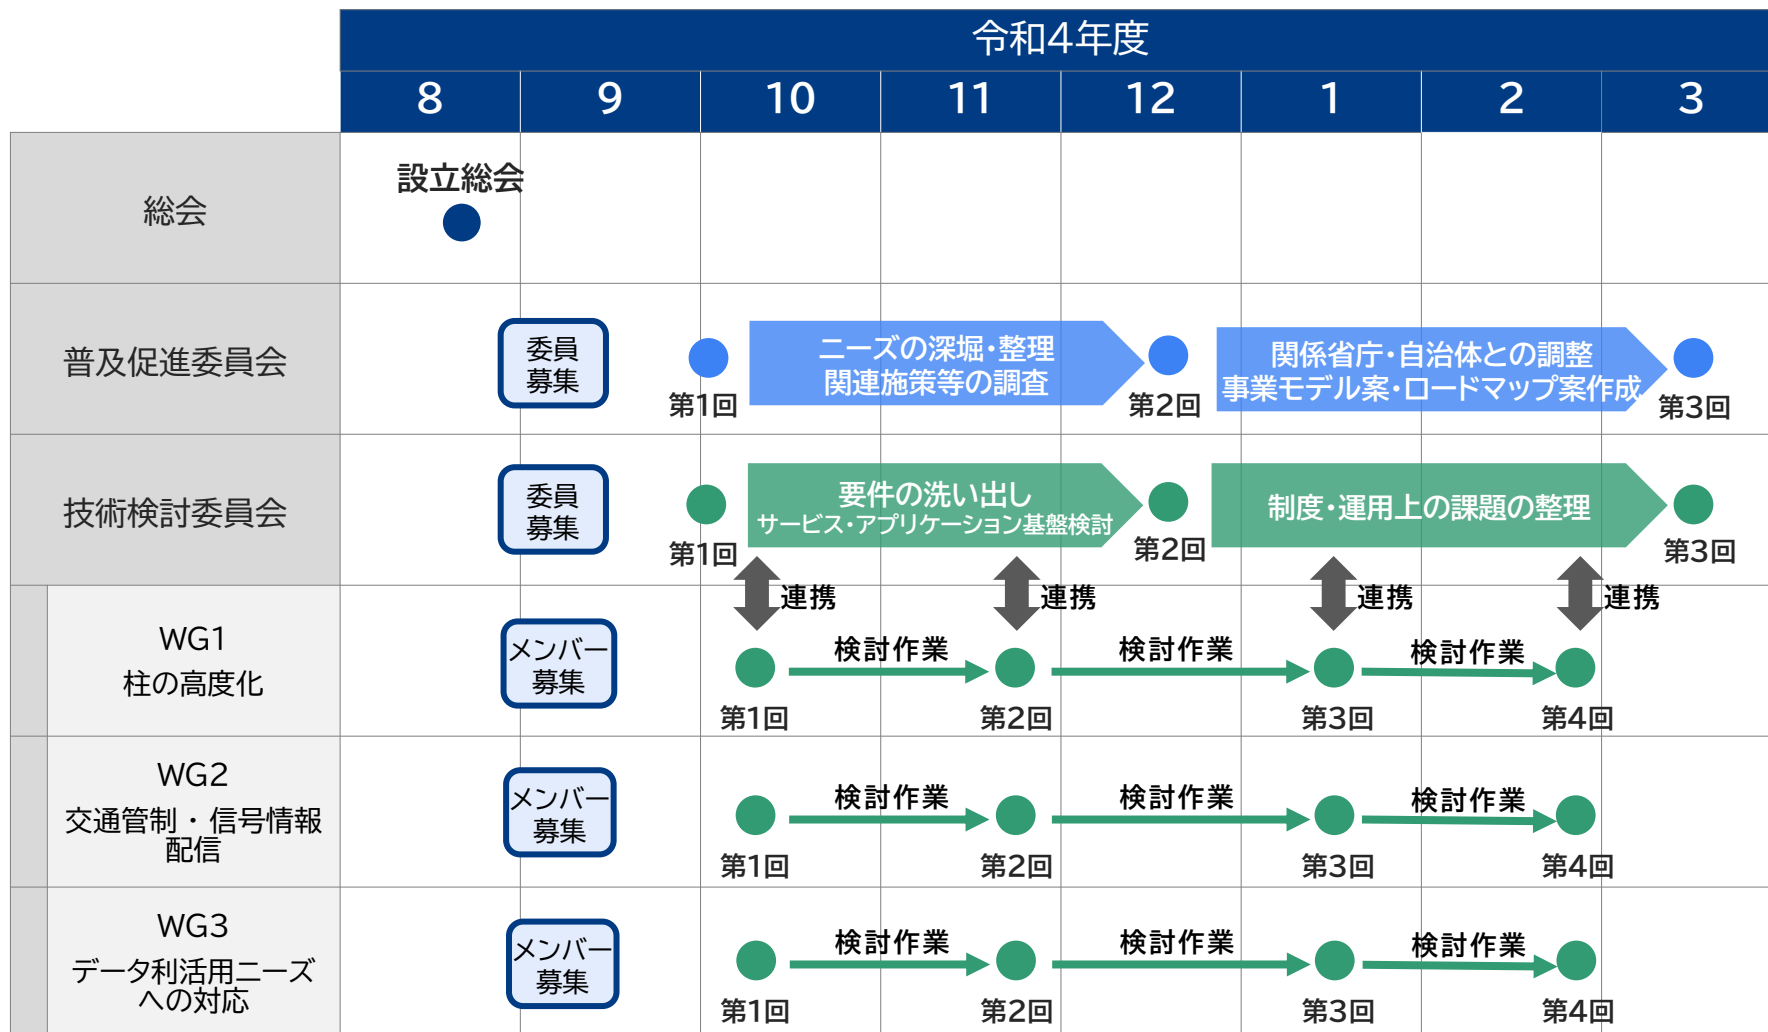 令和4年度
8
9
10
11
12
1
2
3
総会
設立総会
普及促進委員会
委員
募集
第1回
ニーズの深堀・整理
関連施策等の調査
第2回
関係省庁・自治体との調整
事業モデル案・ロードマップ案作成
第3回
技術検討委員会
委員
募集
第1回
要件の洗い出し
サービス・アプリケーション基盤検討
第2回
制度・運用上の課題の整理
第3回
連携
連携
連携
連携
WG1
柱の高度化
メンバー
募集
検討作業
検討作業
検討作業
第1回
第2回
第3回
第4回
WG2
交通管制・信号情報
配信
メンバー
募集
検討作業
検討作業
検討作業
第1回
第2回
第3回
第4回
WG3
データ利活用ニーズ
への対応
メンバー
募集
検討作業
検討作業
検討作業
第1回
第2回
第3回
第4回